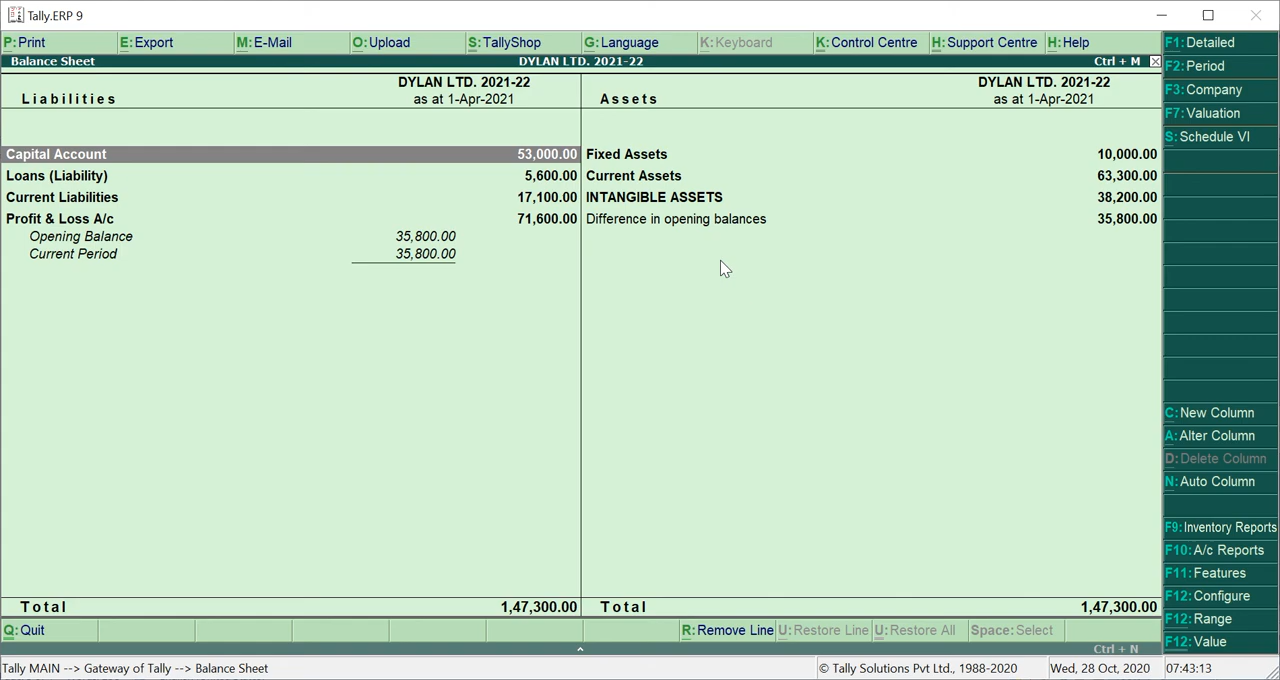 Tally.ERP 9
P:Print E:Export M:E-Mail O:Upload S:TallyShop G:Language K:Keyboard K:Control Centre H:Support Centre H:Help
Balance Sheet DYLAN LTD. 2021-22 Ctrl + M
Liabilities DYLAN LTD. 2021-22 as at 1-Apr-2021 Assets DYLAN LTD. 2021-22 as at 1-Apr-2021
Capital Account 53,000.00 Fixed Assets 10,000.00
Loans (Liability) 5,600.00 Current Assets 63,300.00
Current Liabilities 17,100.00 INTANGIBLE ASSETS 38,200.00
Profit & Loss A/c 71,600.00 Difference in opening balances 35,800.00
Opening Balance 35,800.00
Current Period 35,800.00
Total 1,47,300.00 Total 1,47,300.00
Q:Quit R:Remove Line U:Restore Line U:Restore All Space:Select
Ctrl + N
Tally MAIN --> Gateway of Tally --> Balance Sheet © Tally Solutions Pvt Ltd., 1988-2020 Wed, 28 Oct, 2020 07:43:13
F1:Detailed
F2:Period
F3:Company
F7:Valuation
S:Schedule VI
C:New Column
A:Alter Column
D:Delete Column
N:Auto Column
F9:Inventory Reports
F10:A/c Reports
F11:Features
F12:Configure
F12:Range
F12:Value